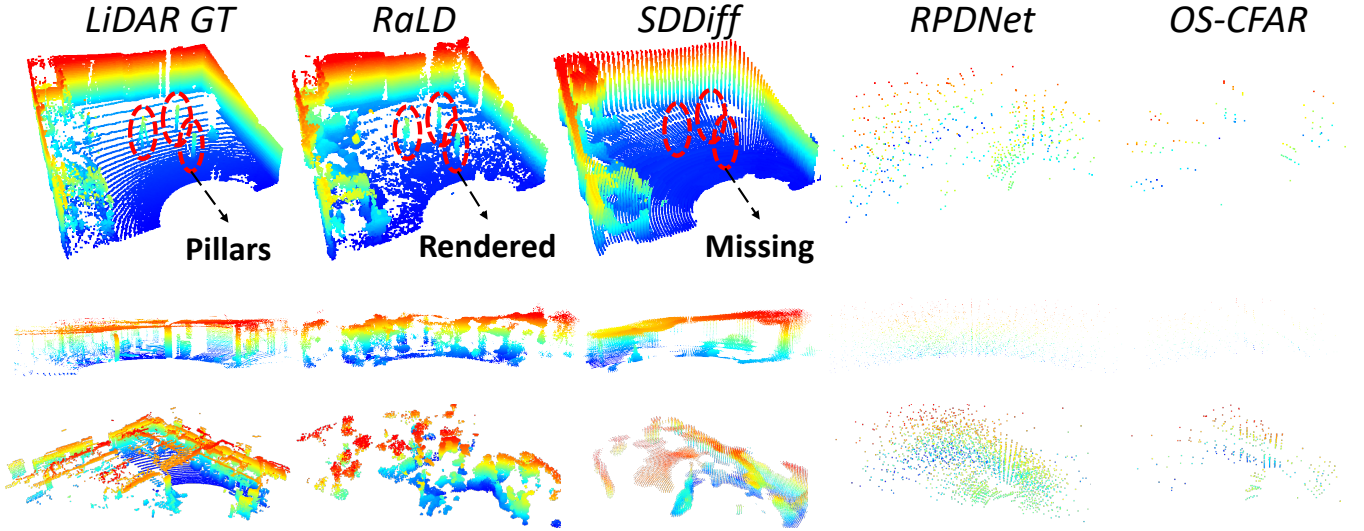 LiDAR GT
RaLD
SDDiff
RPDNet
OS-CFAR
Pillars
Rendered
Missing